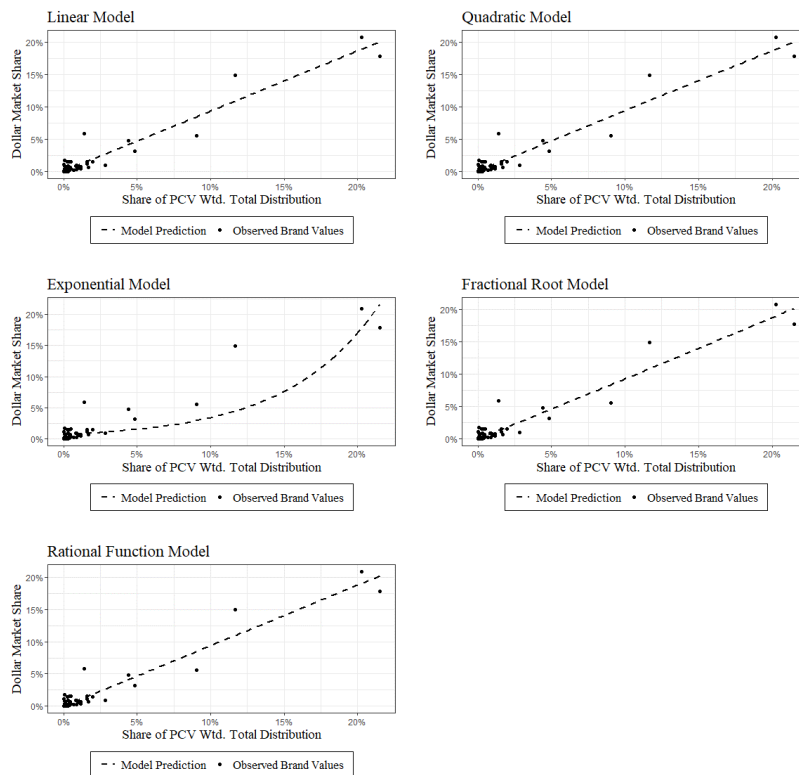 Linear Model
Dollar Market Share
20%
15%
10%
5%
0%
0% 5% 10% 15% 20%
Share of PCV Wtd. Total Distribution
Model Prediction Observed Brand Values
Quadratic Model
Dollar Market Share
20%
15%
10%
5%
0%
0% 5% 10% 15% 20%
Share of PCV Wtd. Total Distribution
Model Prediction Observed Brand Values
Exponential Model
Dollar Market Share
20%
15%
10%
5%
0%
0% 5% 10% 15% 20%
Share of PCV Wtd. Total Distribution
Model Prediction Observed Brand Values
Fractional Root Model
Dollar Market Share
20%
15%
10%
5%
0%
0% 5% 10% 15% 20%
Share of PCV Wtd. Total Distribution
Model Prediction Observed Brand Values
Rational Function Model
Dollar Market Share
20%
15%
10%
5%
0%
0% 5% 10% 15% 20%
Share of PCV Wtd. Total Distribution
Model Prediction Observed Brand Values